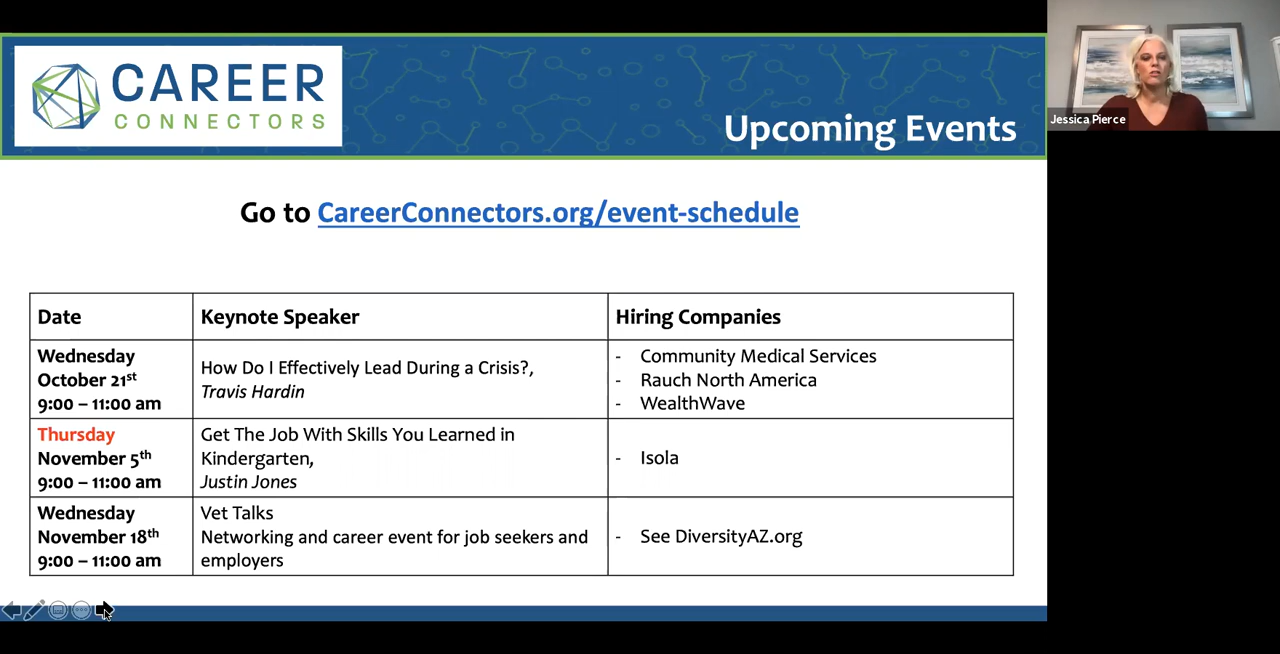 CAREER
CONNECTORS
Upcoming Events
Jessica Pierce
Go to CareerConnectors.org/event-schedule
Date
Keynote Speaker
Hiring Companies
Wednesday
October 21st
9:00 – 11:00 am
How Do I Effectively Lead During a Crisis?,
Travis Hardin
- Community Medical Services
- Rauch North America
- WealthWave
Thursday
November 5th
9:00 – 11:00 am
Get The Job With Skills You Learned in
Kindergarten,
Justin Jones
- Isola
Wednesday
November 18th
9:00 – 11:00 am
Vet Talks
Networking and career event for job seekers and
employers
- See DiversityAZ.org